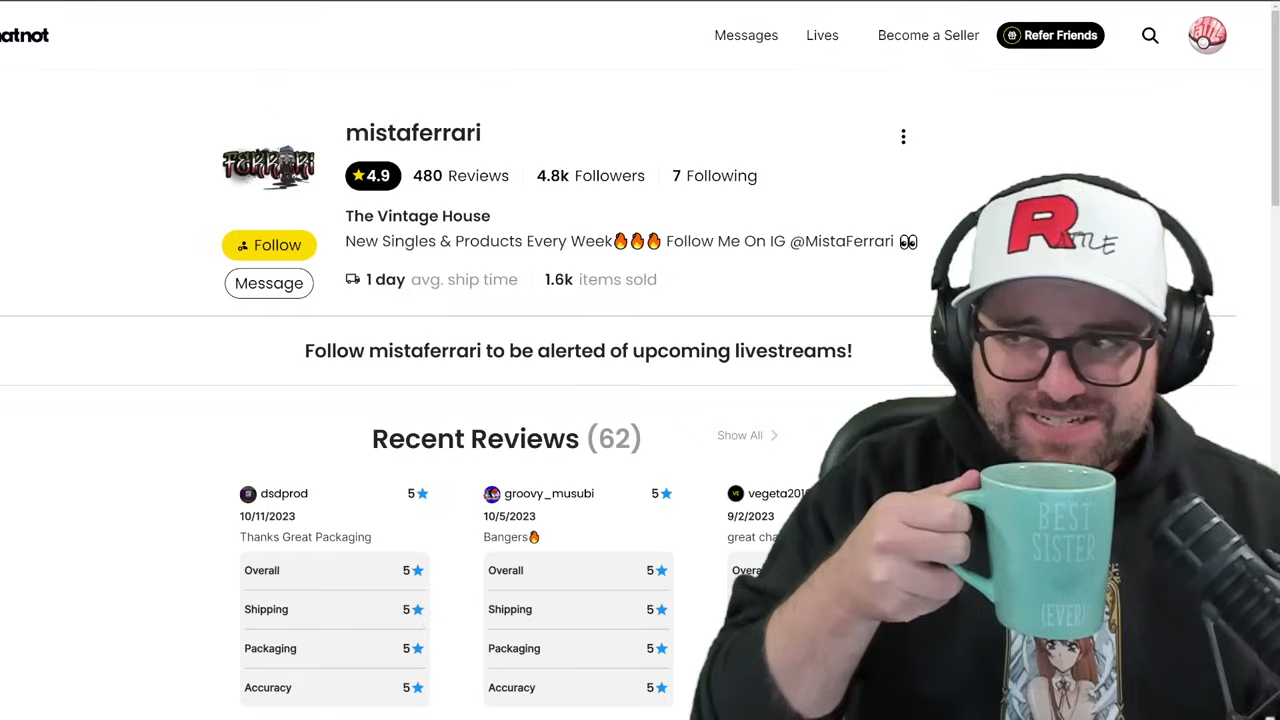 atnot
Messages Lives Become a Seller Refer Friends
mistaferrari
4.9 480 Reviews 4.8k Followers 7 Following
The Vintage House
New Singles & Products Every Week🔥🔥🔥 Follow Me On IG @MistaFerrari 👀
Follow
1 day avg. ship time 1.6k items sold
Message
Follow mistaferrari to be alerted of upcoming livestreams!
Recent Reviews (62) Show All
dsdprod 5
10/11/2023
Thanks Great Packaging
Overall 5
Shipping 5
Packaging 5
Accuracy 5
groovy_musubi 5
10/5/2023
Bangers🔥
Overall 5
Shipping 5
Packaging 5
Accuracy 5
9/2/2023
great
FERRARI
RATTLE
BEST
SISTER
(EVER)